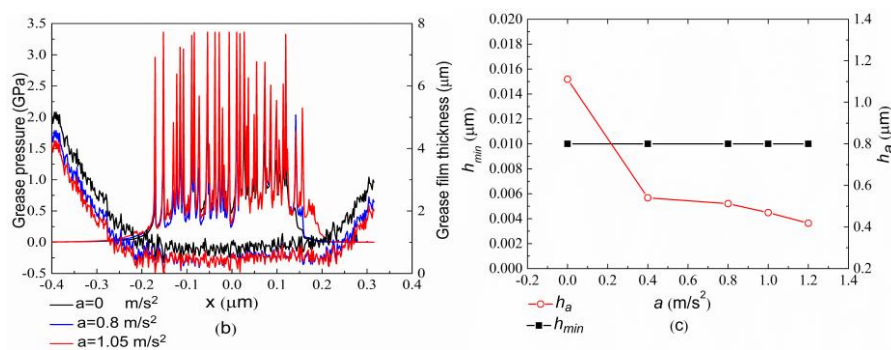 3.5
3.0
2.5
2.0
1.5
1.0
0.5
0.0
-0.5
Grease pressure (GPa)
8
6
4
2
0
Grease film thickness (μm)
-0.4 -0.3 -0.2 -0.1 0.0 0.1 0.2 0.3 0.4
x (μm)
a=0 m/s²
a=0.8 m/s²
a=1.05 m/s²
(b)
0.020
0.018
0.016
0.014
0.012
0.010
0.008
0.006
0.004
0.002
0.000
hmin (μm)
1.4
1.2
1.0
0.8
0.6
0.4
0.2
ha (μm)
-0.2 0.0 0.2 0.4 0.6 0.8 1.0 1.2 1.4
a (m/s²)
ha
hmin
(c)